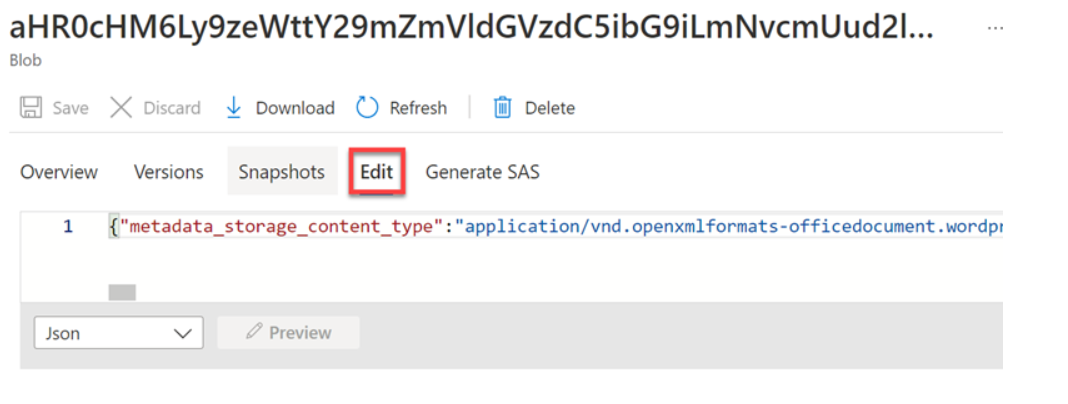 aHR0cHM6Ly9zeWttY29mZmVldGVzdC5ibG9iLmNvcmUud2l...
Blob
Save Discard Download Refresh Delete
Overview Versions Snapshots Edit Generate SAS
1 {"metadata_storage_content_type":"application/vnd.openxmlformats-officedocument.wordpr
Json Preview